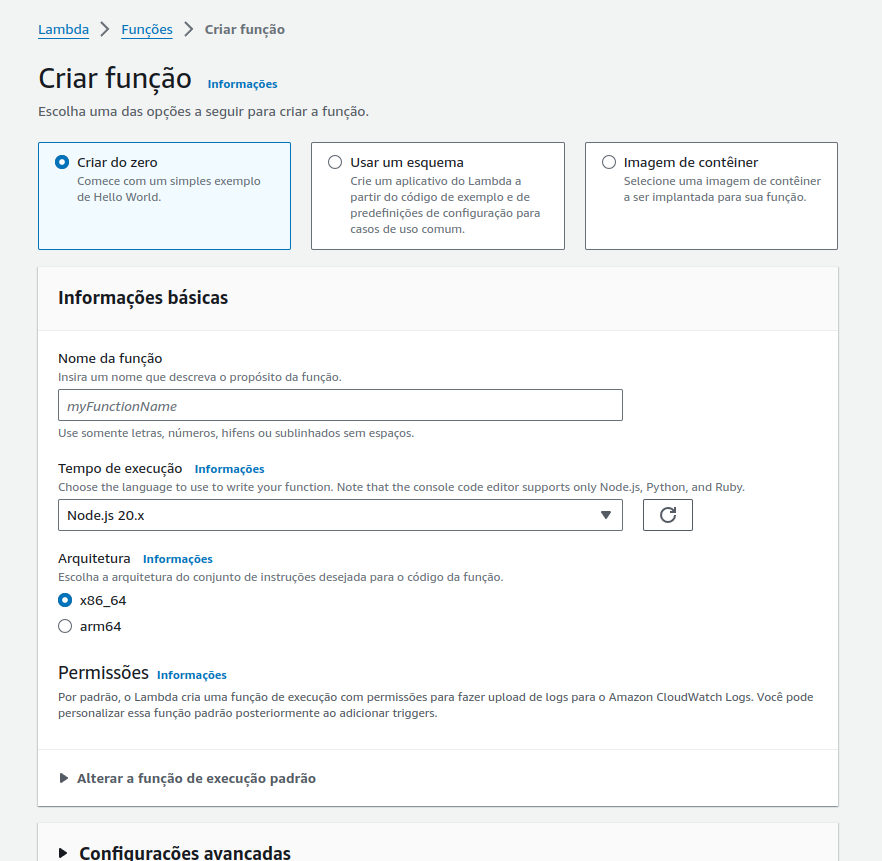 Lambda > Funções > Criar função
Criar função Informações
Escolha uma das opções a seguir para criar a função.
Criar do zero
Comece com um simples exemplo
de Hello World.
Usar um esquema
Crie um aplicativo do Lambda a
partir do código de exemplo e de
predefinições de configuração para
casos de uso comum.
Imagem de contêiner
Selecione uma imagem de contêiner
a ser implantada para sua função.
Informações básicas
Nome da função
Insira um nome que descreva o propósito da função.
myFunctionName
Use somente letras, números, hifens ou sublinhados sem espaços.
Tempo de execução Informações
Choose the language to use to write your function. Note that the console code editor supports only Node.js, Python, and Ruby.
Node.js 20.x
Arquitetura Informações
Escolha a arquitetura do conjunto de instruções desejada para o código da função.
x86_64
arm64
Permissões Informações
Por padrão, o Lambda cria uma função de execução com permissões para fazer upload de logs para o Amazon CloudWatch Logs. Você pode
personalizar essa função padrão posteriormente ao adicionar triggers.
Alterar a função de execução padrão
Configurações avançadas